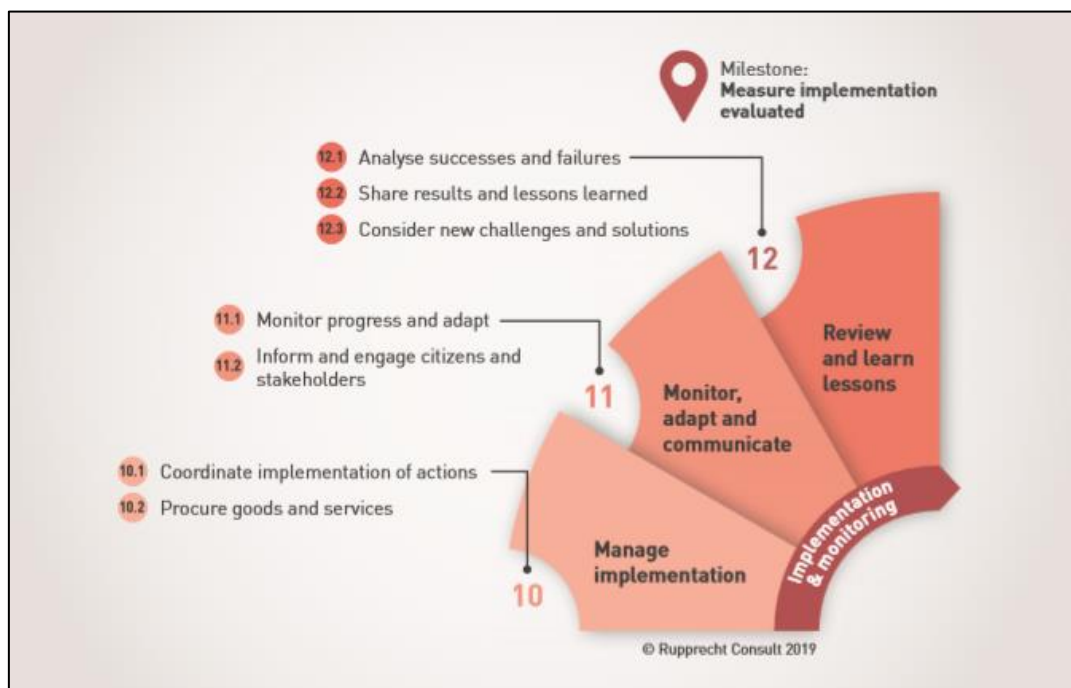 Milestone:
Measure implementation
evaluated
12.1 Analyse successes and failures
12.2 Share results and lessons learned
12.3 Consider new challenges and solutions
12
Review
and learn
lessons
11.1 Monitor progress and adapt
11.2 Inform and engage citizens and
stakeholders
11
Monitor,
adapt and
communicate
10.1 Coordinate implementation of actions
10.2 Procure goods and services
10
Manage
implementation
Implementation
& monitoring
© Rupprecht Consult 2019